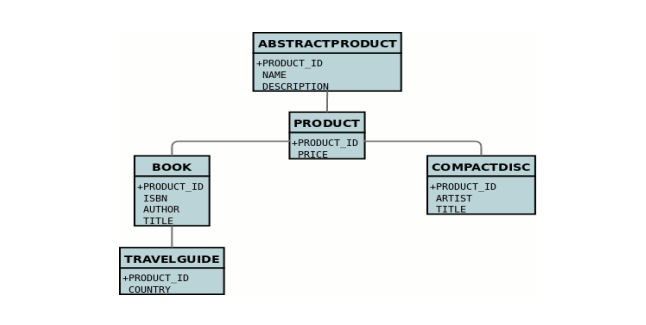 ABSTRACTPRODUCT
+PRODUCT_ID
NAME
DESCRIPTION
PRODUCT
+PRODUCT_ID
PRICE
BOOK
+PRODUCT_ID
ISBN
AUTHOR
TITLE
COMPACTDISC
+PRODUCT_ID
ARTIST
TITLE
TRAVELGUIDE
+PRODUCT_ID
COUNTRY